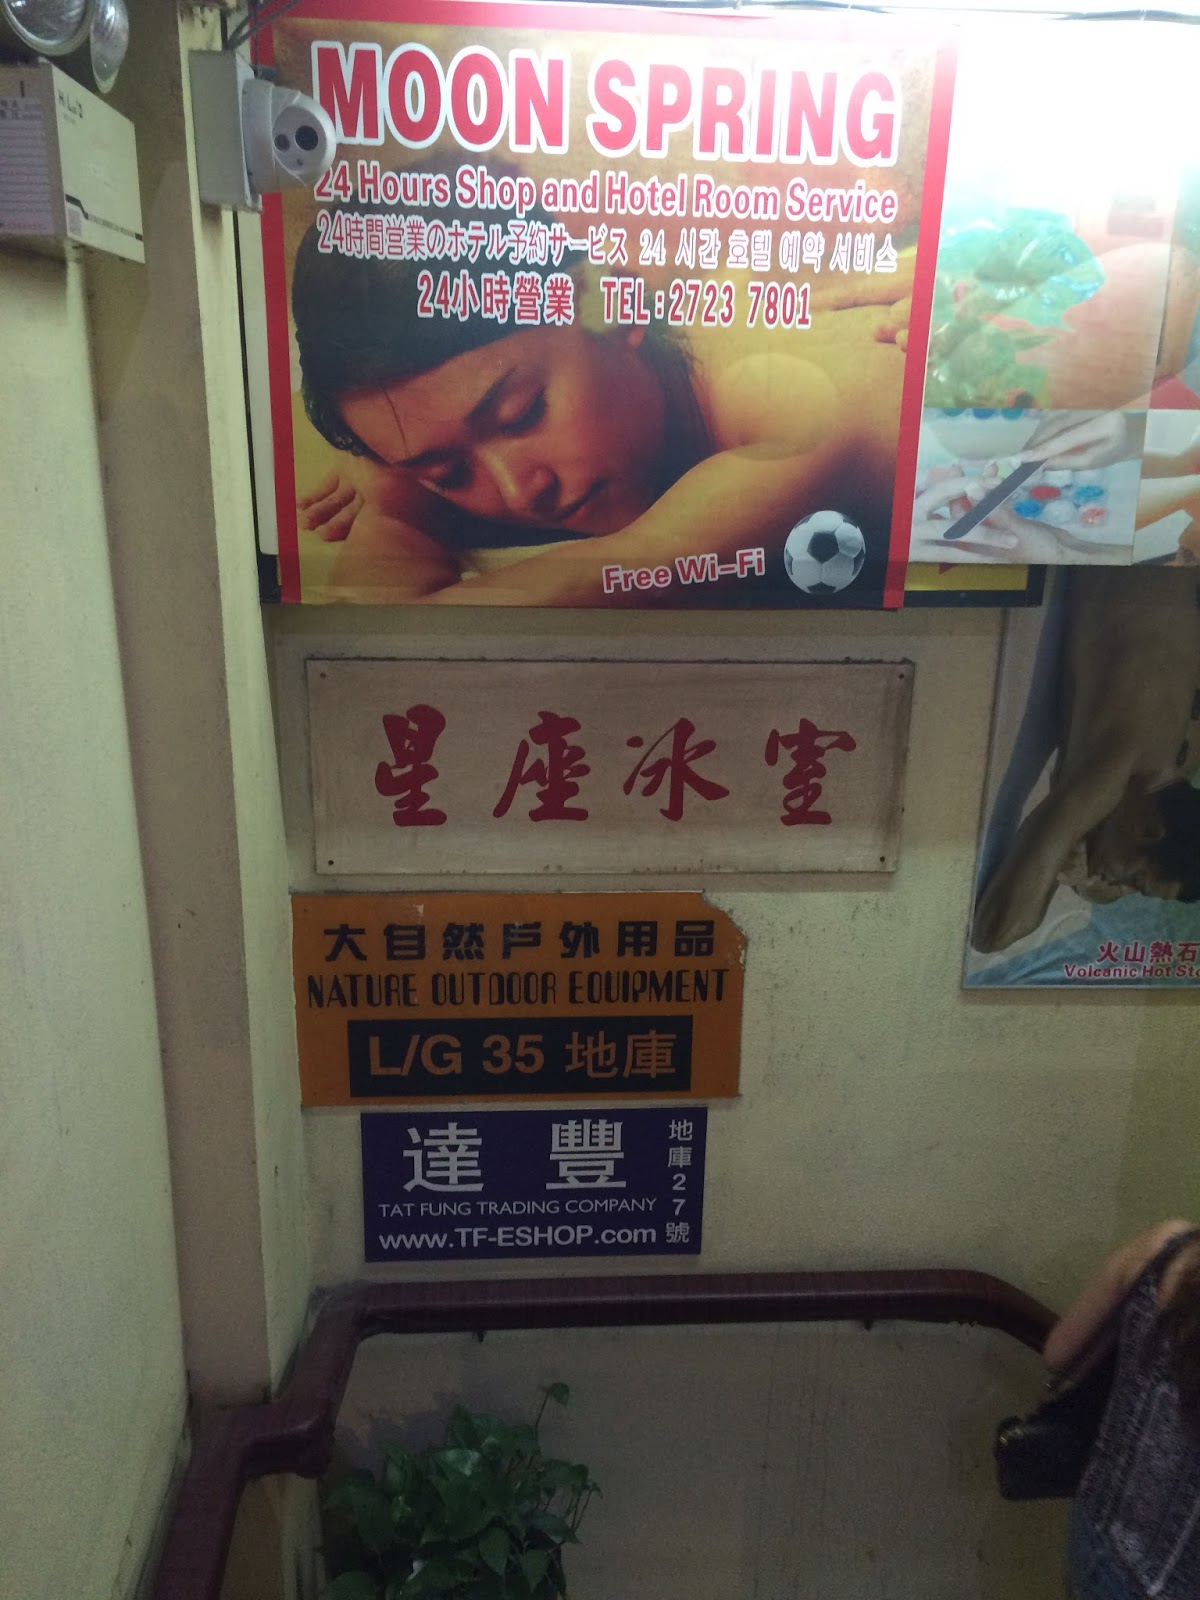 MOON SPRING
24 Hours Shop and Hotel Room Service
24時間営業のホテル予約サービス 24 시간 호텔 예약 서비스
24小時營業 TEL:2723 7801
Free Wi-Fi
星座冰室
大自然戶外用品
NATURE OUTDOOR EQUIPMENT
L/G 35 地庫
達豐
TAT FUNG TRADING COMPANY
www.TF-ESHOP.com
地庫27號
火山熱石
Volcanic Hot